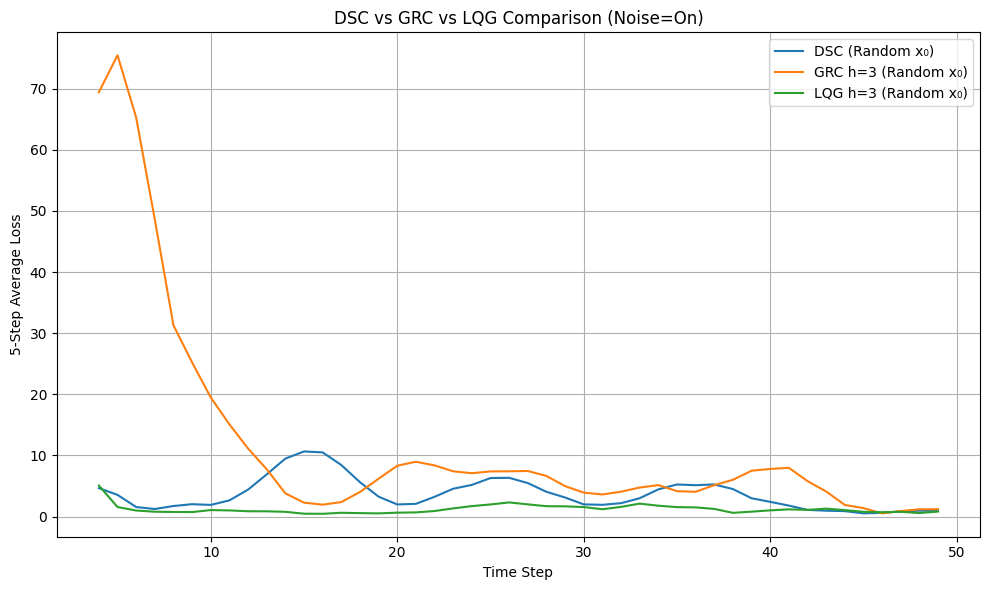 DSC vs GRC vs LQG Comparison (Noise=On)
DSC (Random x₀)
GRC h=3 (Random x₀)
LQG h=3 (Random x₀)
5-Step Average Loss
70
60
50
40
30
20
10
0
10
20
30
40
50
Time Step